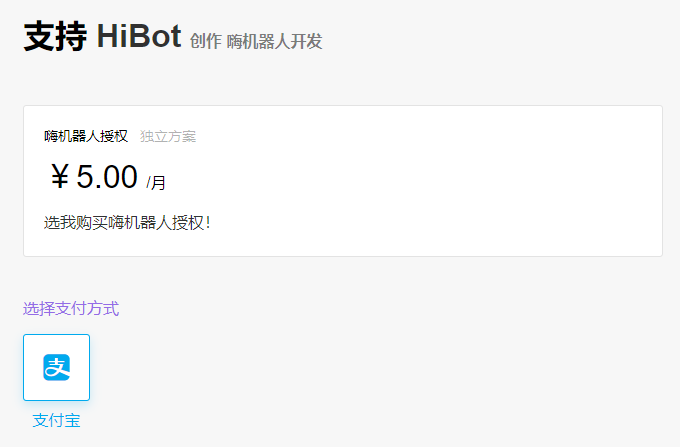 支持 HiBot 创作 嗨机器人开发
嗨机器人授权 独立方案
￥5.00 /月
选我购买嗨机器人授权！
选择支付方式
支
支付宝